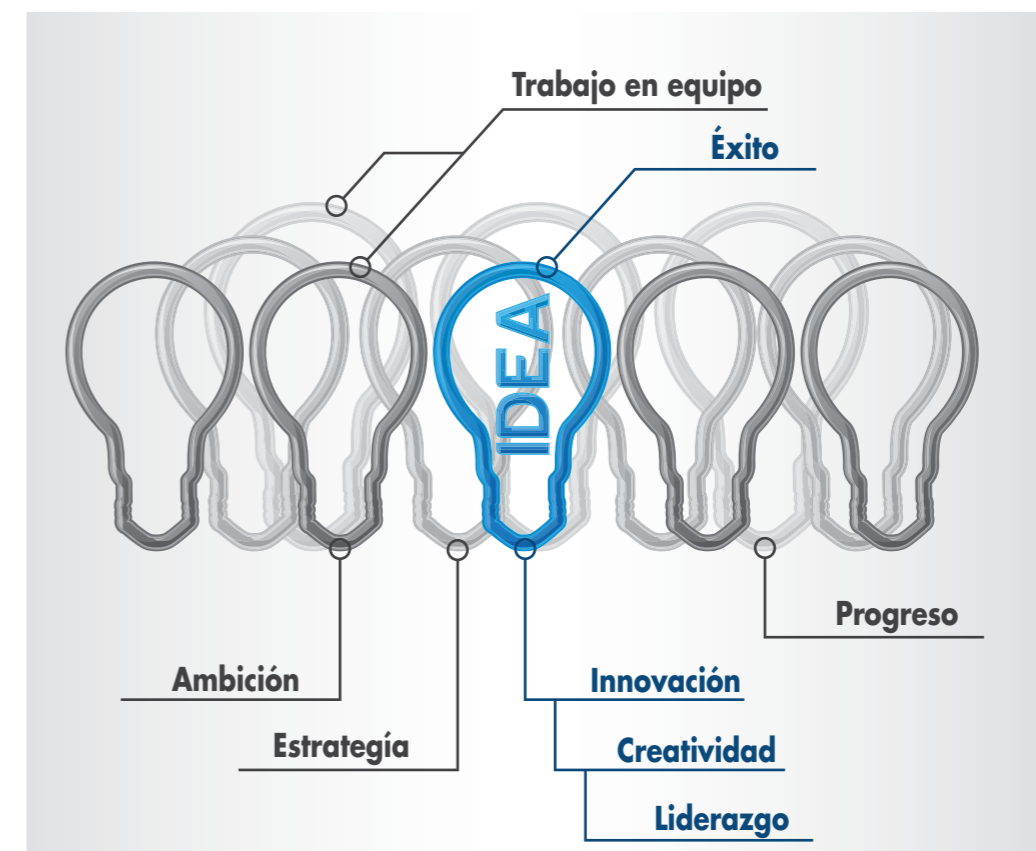 Trabajo en equipo
Éxito
IDEA
Progreso
Ambición
Innovación
Estrategía
Creatividad
Liderazgo